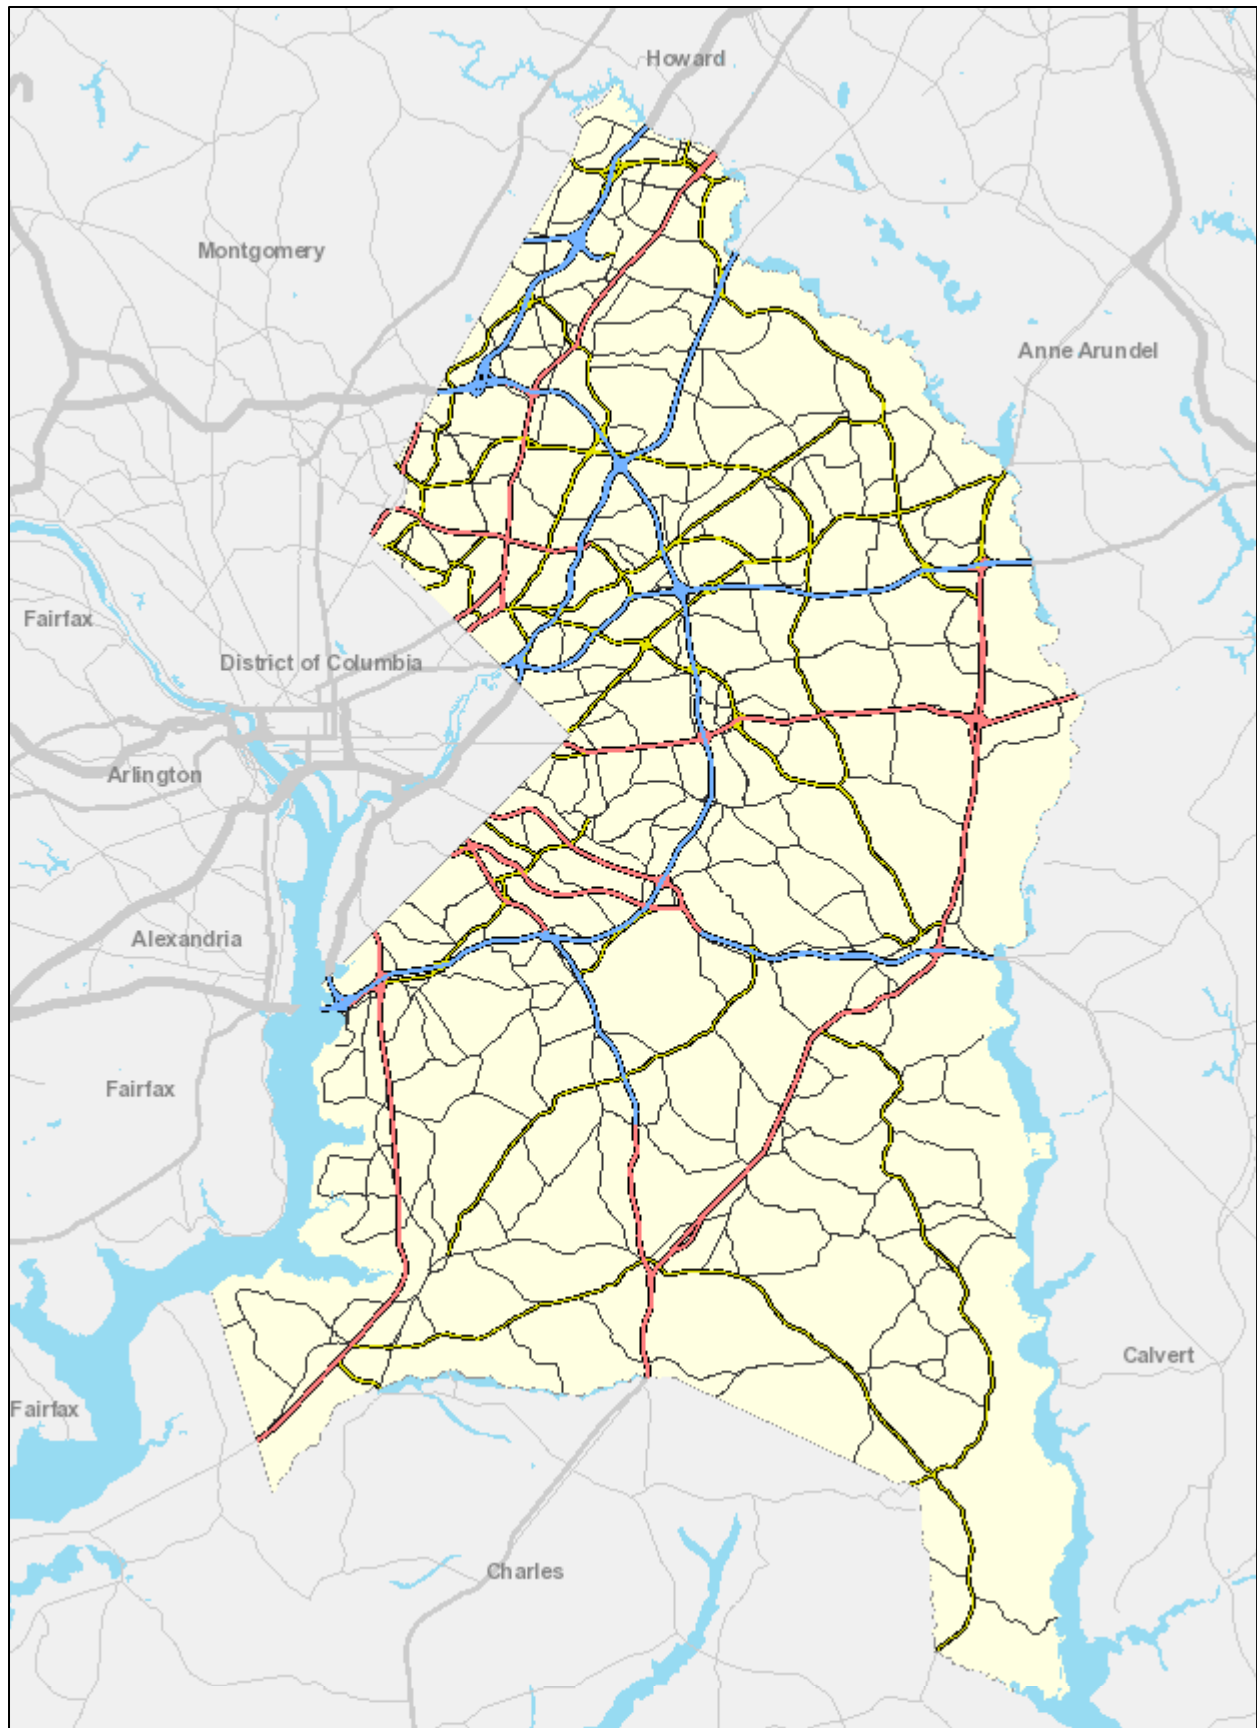 Howard
Montgomery
Anne Arundel
Fairfax
District of Columbia
Arlington
Alexandria
Fairfax
Calvert
Fairfax
Charles